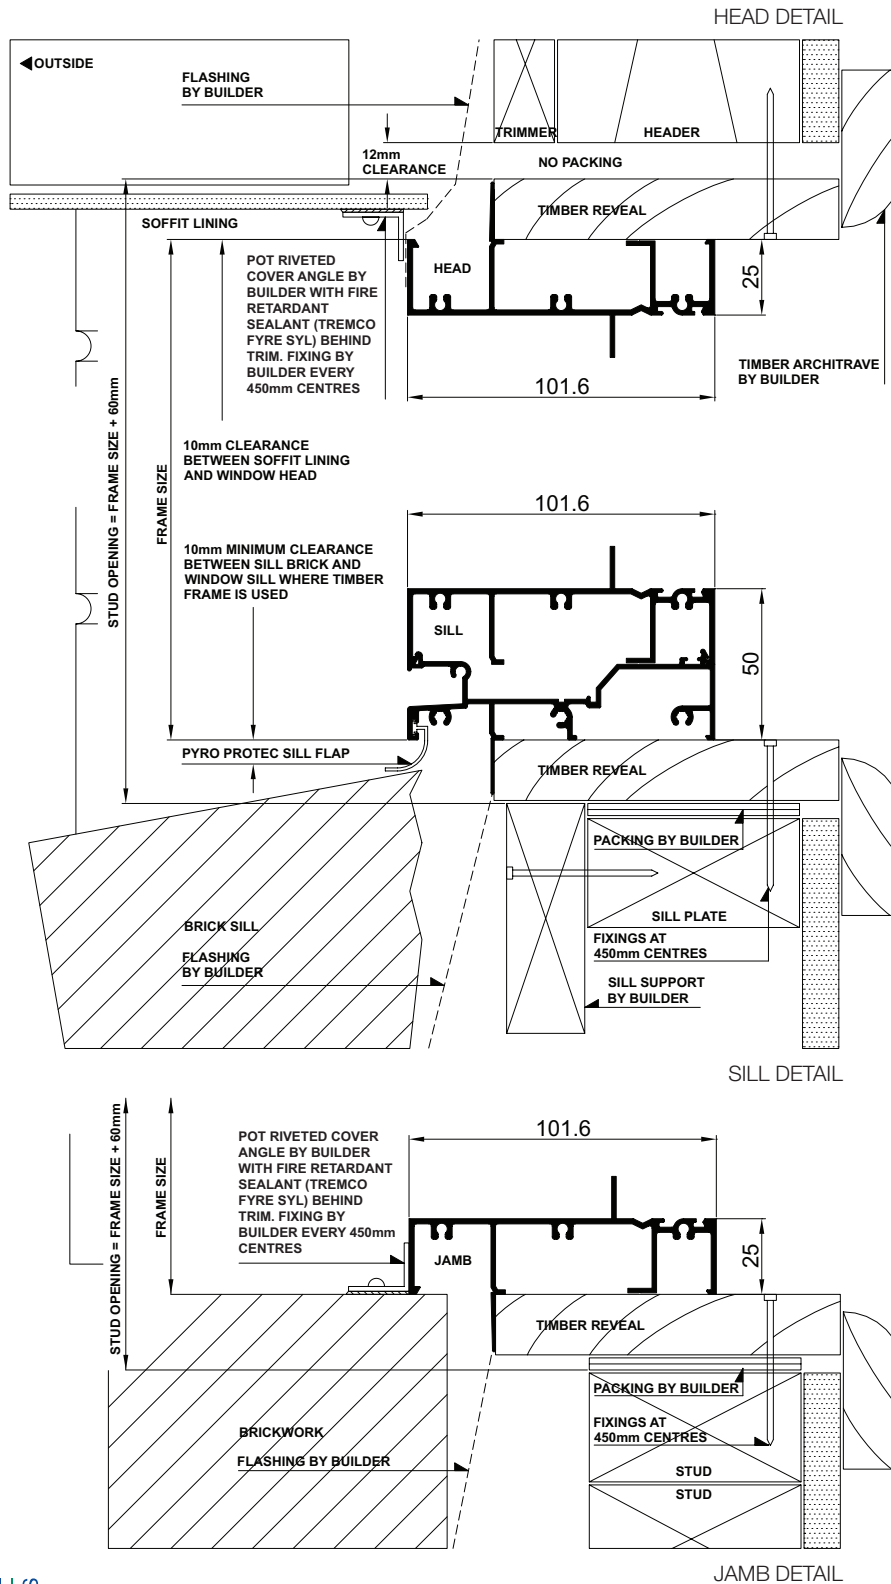 HEAD DETAIL
OUTSIDE
FLASHING
BY BUILDER
TRIMMER
HEADER
12mm
CLEARANCE
NO PACKING
TIMBER REVEAL
SOFFIT LINING
POT RIVETED
COVER ANGLE BY
BUILDER WITH FIRE
RETARDANT
SEALANT (TREMCO
FYRE SYL) BEHIND
TRIM. FIXING BY
BUILDER EVERY
450mm CENTRES
HEAD
25
TIMBER ARCHITRAVE
BY BUILDER
101.6
STUD OPENING = FRAME SIZE + 60mm
FRAME SIZE
10mm CLEARANCE
BETWEEN SOFFIT LINING
AND WINDOW HEAD
101.6
10mm MINIMUM CLEARANCE
BETWEEN SILL BRICK AND
WINDOW SILL WHERE TIMBER
FRAME IS USED
SILL
50
PYRO PROTEC SILL FLAP
TIMBER REVEAL
PACKING BY BUILDER
SILL PLATE
BRICK SILL
FLASHING
BY BUILDER
FIXINGS AT
450mm CENTRES
SILL SUPPORT
BY BUILDER
SILL DETAIL
STUD OPENING = FRAME SIZE + 60mm
FRAME SIZE
POT RIVETED COVER
ANGLE BY BUILDER
WITH FIRE RETARDANT
SEALANT (TREMCO
FYRE SYL) BEHIND
TRIM. FIXING BY
BUILDER EVERY 450mm
CENTRES
101.6
JAMB
25
TIMBER REVEAL
PACKING BY BUILDER
BRICKWORK
FLASHING BY BUILDER
FIXINGS AT
450mm CENTRES
STUD
STUD
JAMB DETAIL